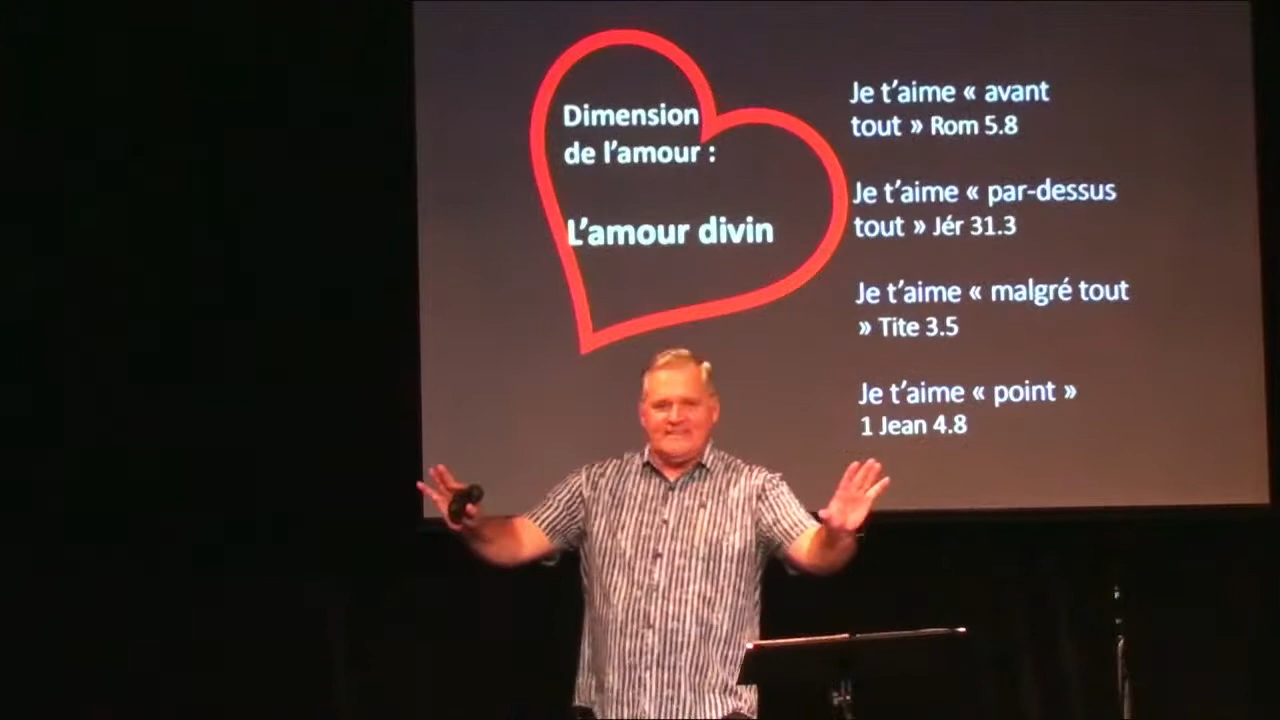 Dimension
de l'amour :
L'amour divin
Je t'aime « avant
tout » Rom 5.8
Je t'aime « par-dessus
tout » Jér 31.3
Je t'aime « malgré tout
» Tite 3.5
Je t'aime « point »
1 Jean 4.8